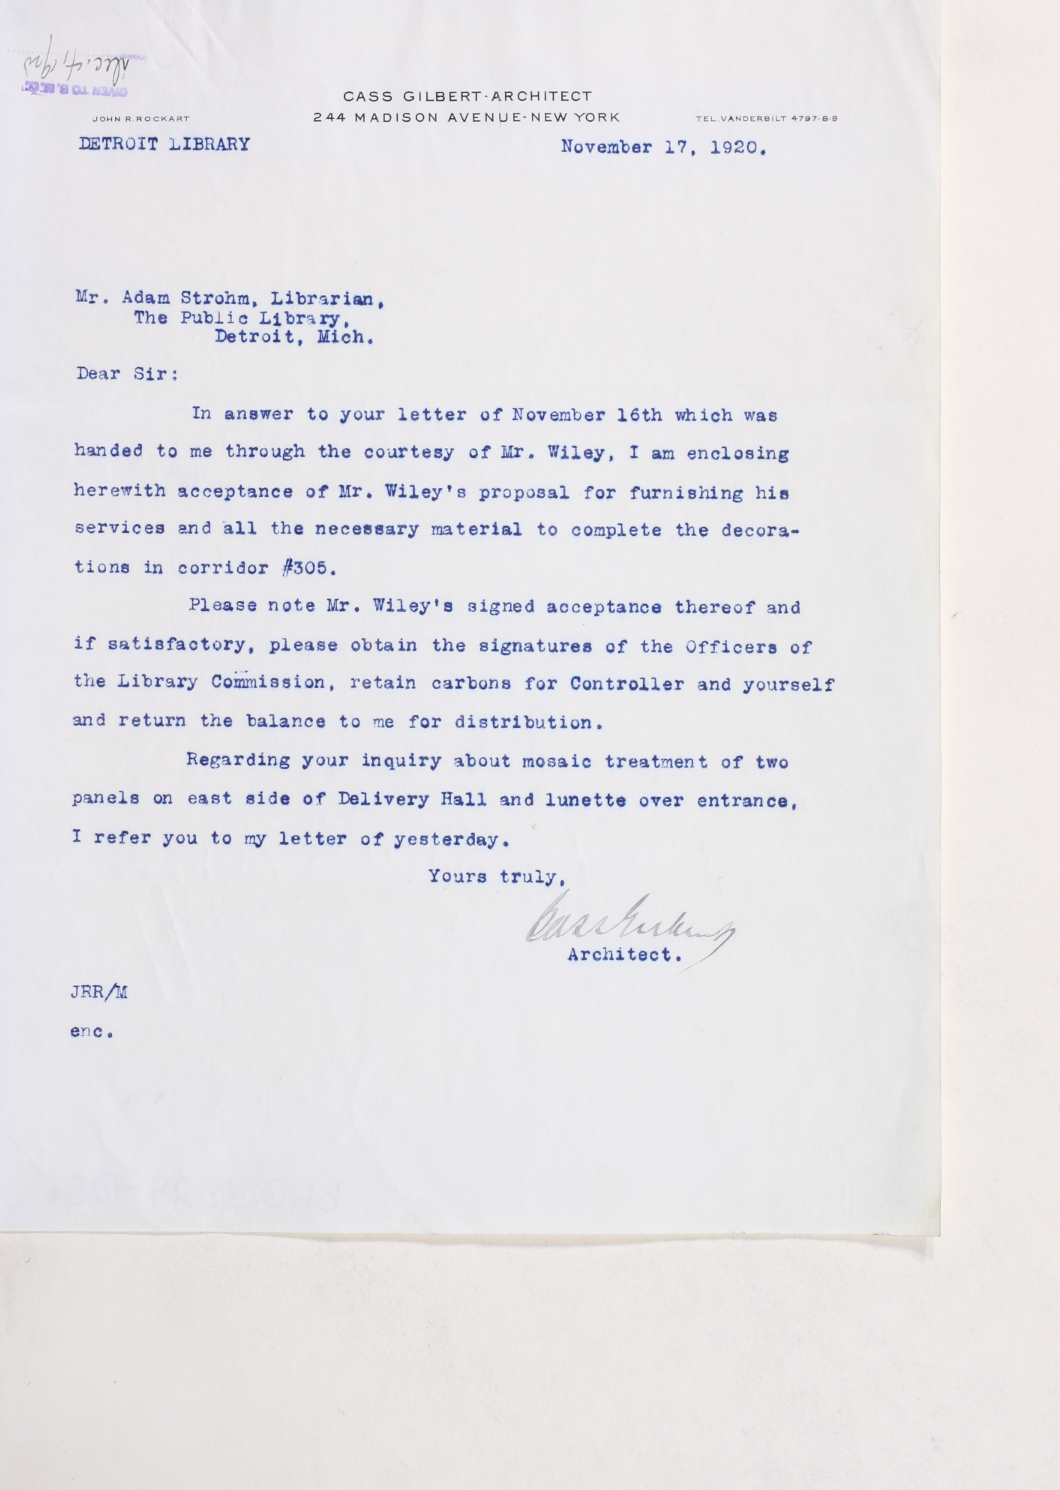 Dec. 4, 1920
GIVEN TO B. M. C.
CASS GILBERT-ARCHITECT
JOHN R. ROCKART
244 MADISON AVENUE-NEW YORK
TEL. VANDERBILT 4797-8-9
DETROIT LIBRARY
November 17, 1920.
Mr. Adam Strohm, Librarian,
The Public Library,
Detroit, Mich.
Dear Sir:
In answer to your letter of November 16th which was
handed to me through the courtesy of Mr. Wiley, I am enclosing
herewith acceptance of Mr. Wiley's proposal for furnishing his
services and all the necessary material to complete the decora-
tions in corridor #305.
Please note Mr. Wiley's signed acceptance thereof and
if satisfactory, please obtain the signatures of the Officers of
the Library Commission, retain carbons for Controller and yourself
and return the balance to me for distribution.
Regarding your inquiry about mosaic treatment of two
panels on east side of Delivery Hall and lunette over entrance,
I refer you to my letter of yesterday.
Yours truly,
Cass Gilbert
Architect.
JRR/M
enc.